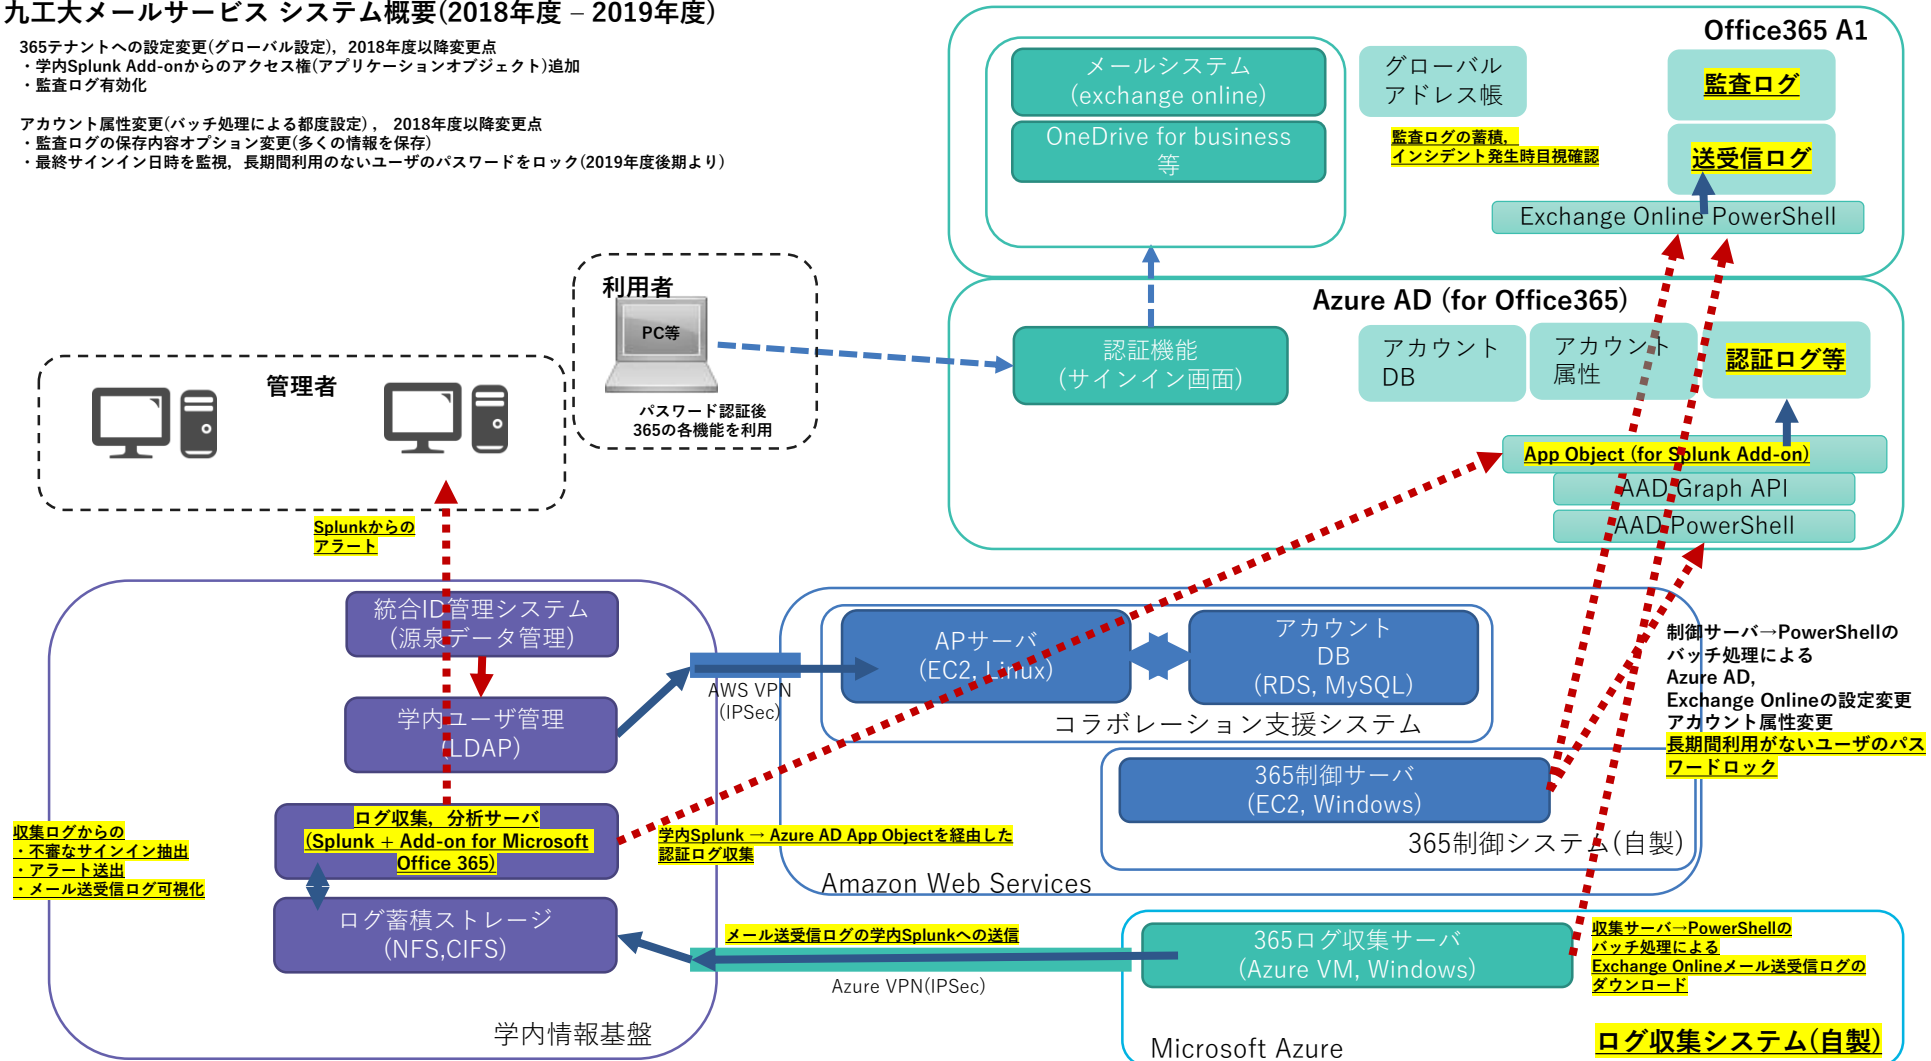 九工大メールサービス システム概要(2018年度 – 2019年度)
365テナントへの設定変更(グローバル設定)，2018年度以降変更点
・学内Splunk Add-onからのアクセス権(アプリケーションオブジェクト)追加
・監査ログ有効化
アカウント属性変更(バッチ処理による都度設定) ， 2018年度以降変更点
・監査ログの保存内容オプション変更(多くの情報を保存)
・最終サインイン日時を監視，長期間利用のないユーザのパスワードをロック(2019年度後期より)
Office365 A1
メールシステム
(exchange online)
OneDrive for business
等
グローバル
アドレス帳
監査ログ
監査ログの蓄積，
インシデント発生時目視確認
送受信ログ
Exchange Online PowerShell
利用者
PC等
パスワード認証後
365の各機能を利用
管理者
Azure AD (for Office365)
認証機能
(サインイン画面)
アカウント
DB
アカウント
属性
認証ログ等
App Object (for Splunk Add-on)
AAD Graph API
AAD PowerShell
Splunkからの
アラート
統合ID管理システム
(源泉データ管理)
学内ユーザ管理
(LDAP)
AWS VPN
(IPSec)
APサーバ
(EC2, Linux)
アカウント
DB
(RDS, MySQL)
コラボレーション支援システム
制御サーバ→PowerShellの
バッチ処理による
Azure AD,
Exchange Onlineの設定変更
アカウント属性変更
長期間利用がないユーザのパス
ワードロック
365制御サーバ
(EC2, Windows)
365制御システム(自製)
Amazon Web Services
収集ログからの
・不審なサインイン抽出
・アラート送出
・メール送受信ログ可視化
ログ収集，分析サーバ
(Splunk + Add-on for Microsoft
Office 365)
学内Splunk → Azure AD App Objectを経由した
認証ログ収集
ログ蓄積ストレージ
(NFS,CIFS)
メール送受信ログの学内Splunkへの送信
Azure VPN(IPSec)
学内情報基盤
365ログ収集サーバ
(Azure VM, Windows)
収集サーバ→PowerShellの
バッチ処理による
Exchange Onlineメール送受信ログの
ダウンロード
Microsoft Azure
ログ収集システム(自製)